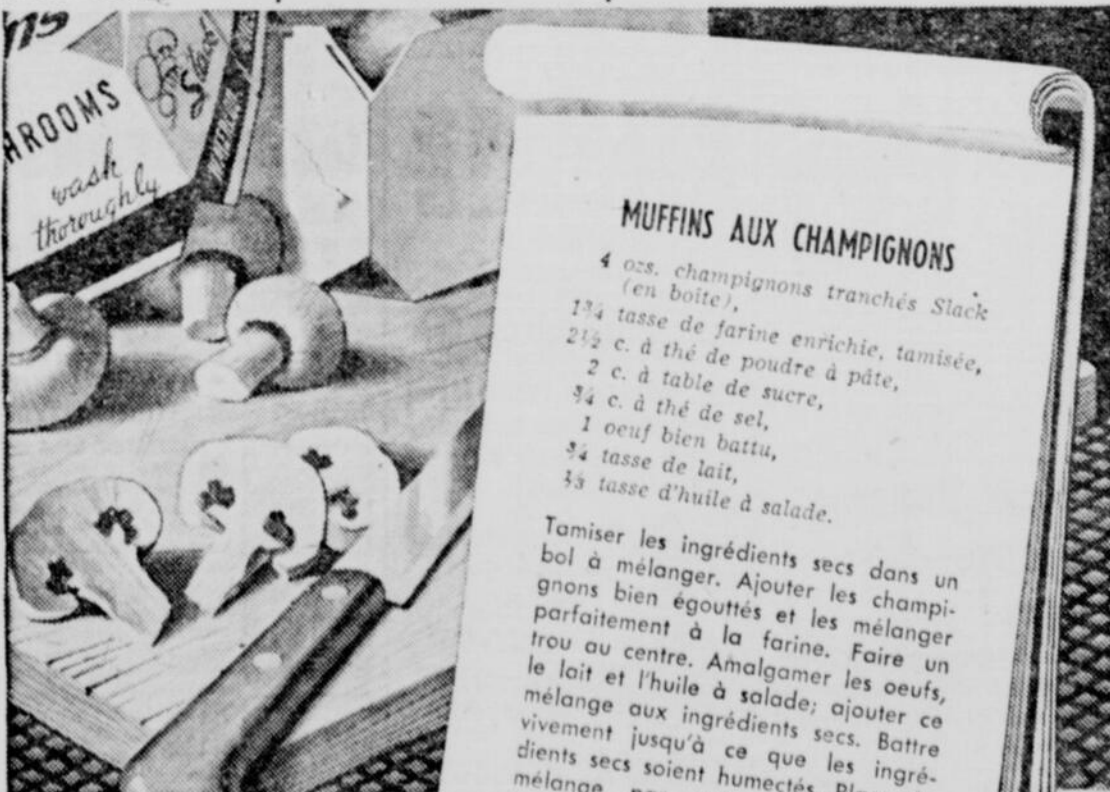 HROOMS
wash
thoroughly
MUFFINS AUX CHAMPIGNONS
4 ozs. champignons tranchés Slack
(en boîte),
1¾ tasse de farine enrichie, tamisée,
2½ c. à thé de poudre à pâte,
2 c. à table de sucre,
¾ c. à thé de sel,
1 oeuf bien battu,
¾ tasse de lait,
⅓ tasse d'huile à salade.
Tamiser les ingrédients secs dans un
bol à mélanger. Ajouter les champi-
gnons bien égouttés et les mélanger
parfaitement à la farine. Faire un
trou au centre. Amalgamer les oeufs,
le lait et l'huile à salade; ajouter ce
mélange aux ingrédients secs. Battre
vivement jusqu'à ce que les ingré-
dients secs soient humectés.
mélange